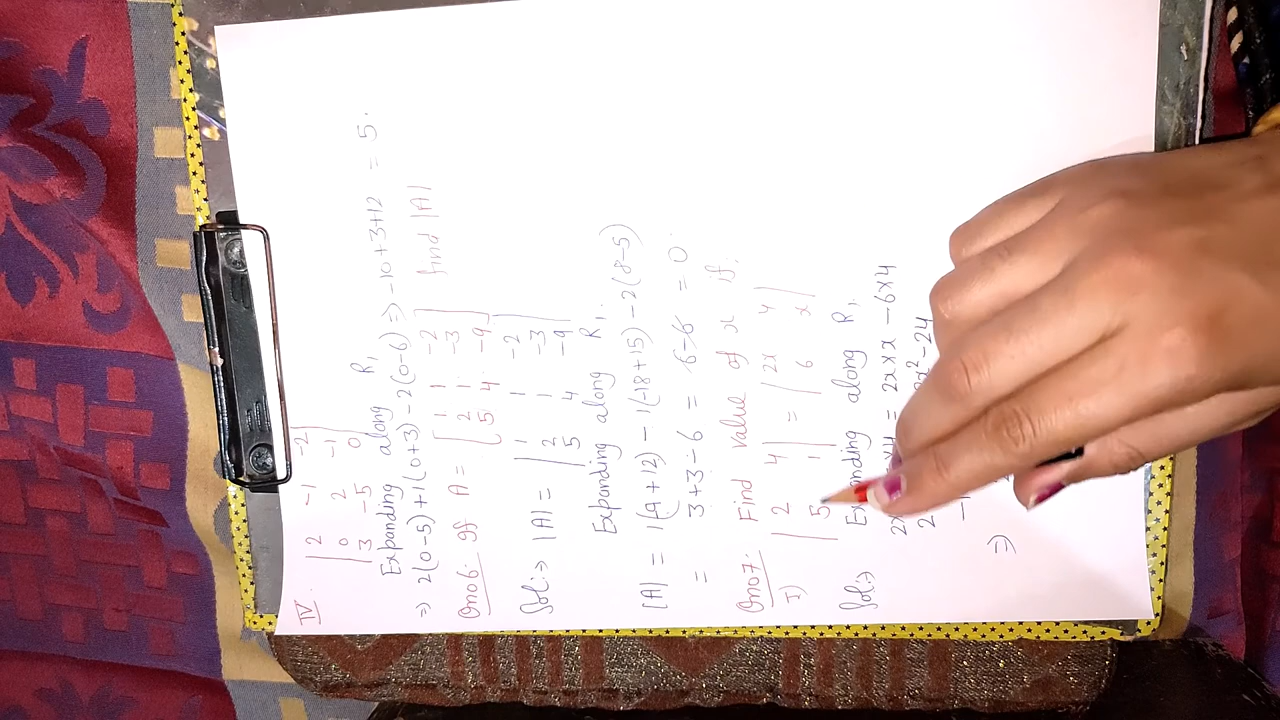 IV. | 2 -1 -2 |
| 0 2 -1 |
| 3 -5 0 |
Expanding along R₁
⇒ 2(0-5)+1(0+3)-2(0-6) ⇒ -10+3+12 = 5.
Qno6. If A = [ 1 1 -2 ] find |A|
[ 2 1 -3 ]
[ 5 4 -9 ]
Sol:→ |A| = | 1 1 -2 |
| 2 1 -3 |
| 5 4 -9 |
Expanding along R₁.
|A| = 1(-9+12) - 1(-18+15) - 2(8-5)
= 3+3-6 = 6-6 = 0.
Qno7. Find value of x if:
I) | 2 4 | = | 2x 4 |
| 5 1 | | 6 x |
Sol:→ Expanding along R₁
= 2x×x - 6×4
x²-24
⇒